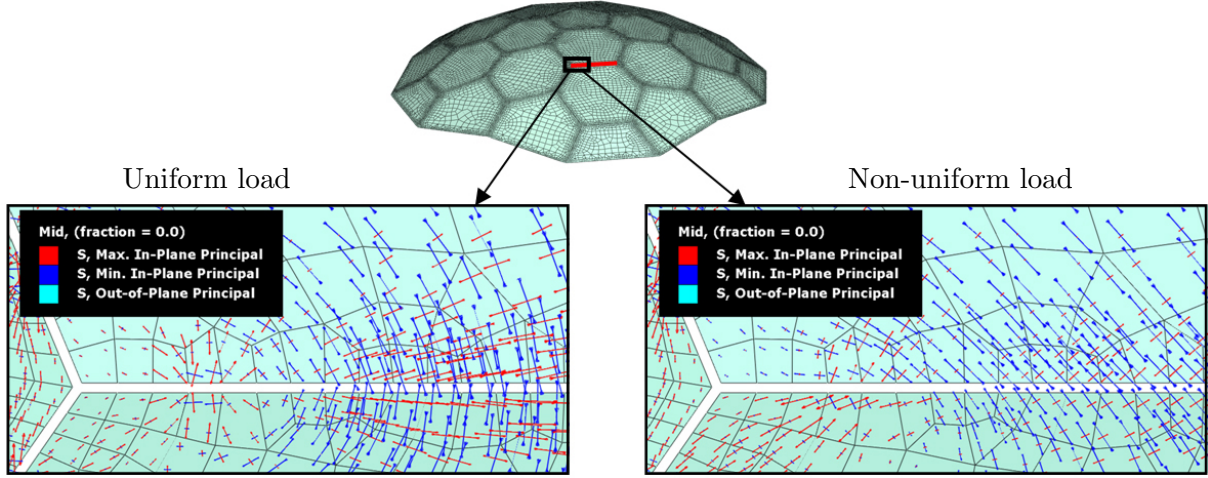 Uniform load
Non-uniform load
Mid, (fraction = 0.0)
S, Max. In-Plane Principal
S, Min. In-Plane Principal
S, Out-of-Plane Principal
Mid, (fraction = 0.0)
S, Max. In-Plane Principal
S, Min. In-Plane Principal
S, Out-of-Plane Principal